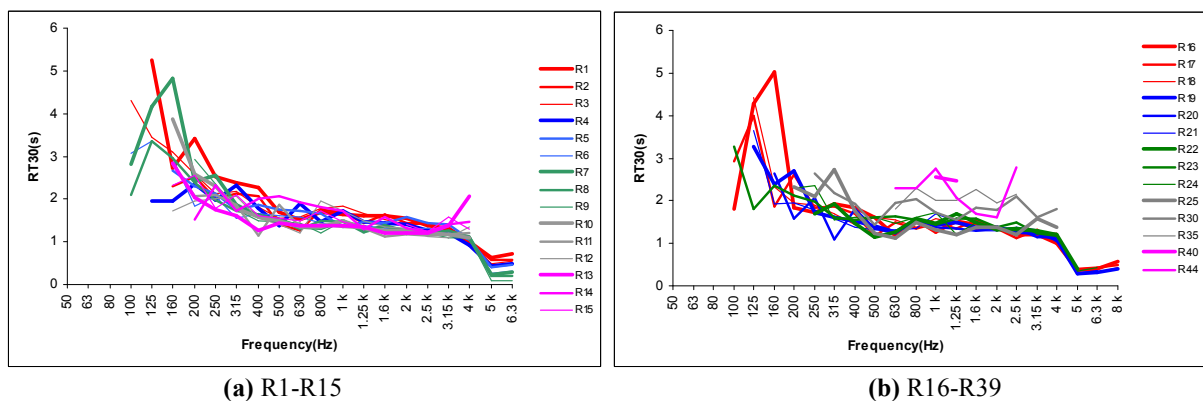 6
5
4
3
2
1
0
RT30(s)
50
63
80
100
125
160
200
250
315
400
500
630
800
1 k
1.25 k
1.6 k
2 k
2.5 k
3.15 k
4 k
5 k
6.3 k
Frequency(Hz)
R1
R2
R3
R4
R5
R6
R7
R8
R9
R10
R11
R12
R13
R14
R15
(a) R1-R15
6
5
4
3
2
1
0
RT30(s)
50
63
80
100
125
160
200
250
315
400
500
630
800
1 k
1.25 k
1.6 k
2 k
2.5 k
3.15 k
4 k
5 k
6.3 k
8 k
Frequency(Hz)
R16
R17
R18
R19
R20
R21
R22
R23
R24
R25
R30
R35
R40
R44
(b) R16-R39